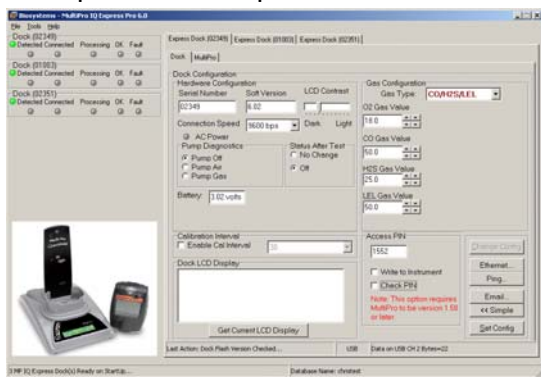 Biosystems - MultiPro IQ Express Pro 6.0
File Tools Help
Dock (02349)
Detected Connected Processing OK Fault
Dock (01003)
Detected Connected Processing OK Fault
Dock (02351)
Detected Connected Processing OK Fault
Express Dock (02349) Express Dock (01003) Express Dock (02351)
Dock MultiPro
Dock Configuration
Hardware Configuration
Serial Number Soft Version LCD Contrast
02349 6.02
Connection Speed 9600 bps Dark Light
AC Power
Pump Diagnostics
Pump Off
Pump Air
Pump Gas
Status After Test
No Change
Off
Battery: 3.02 volts
Gas Configuration
Gas Type: CO/H2S/LEL
O2 Gas Value
18.0
CO Gas Value
50.0
H2S Gas Value
25.0
LEL Gas Value
50.0
Calibration Interval
Enable Cal Interval 30
Dock LCD Display
Get Current LCD Display
Access PIN
1552
Write to Instrument
Check PIN
Note: This option requires
MultiPro to be version 1.58
or later.
Change Config
Ethernet...
Ping...
Email...
<< Simple
Set Config
Last Action: Dock Flash Version Checked... USB Data on USB CH 2 Bytes=22
3 MP IQ Express Dock(s) Ready on StartUp... Database Name: christest